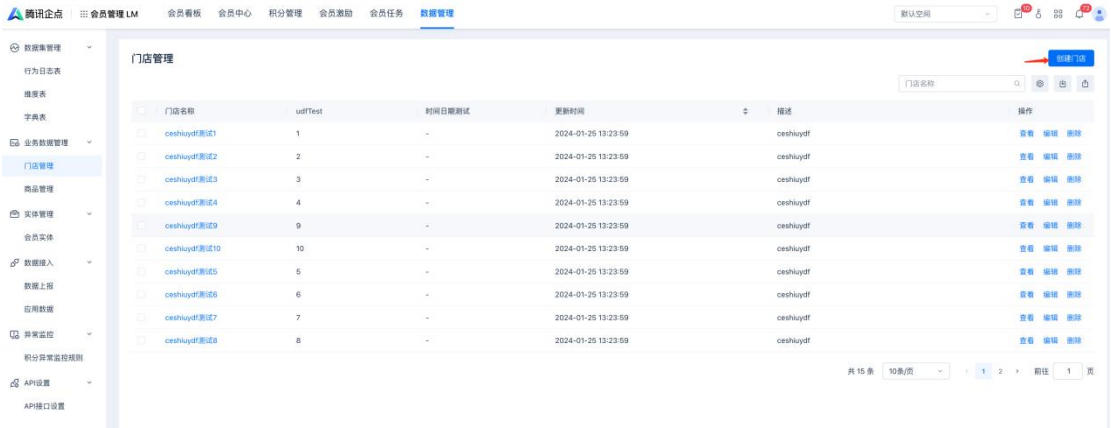 腾讯企点 会员管理 LM 会员看板 会员中心 积分管理 会员激励 会员任务 数据管理 默认空间 10 72
数据集管理
行为日志表
维度表
字典表
业务数据管理
门店管理
商品管理
实体管理
会员实体
数据接入
数据上报
应用数据
异常监控
积分异常监控规则
API设置
API接口设置
门店管理 创建门店
门店名称
门店名称 udfTest 时间日期测试 更新时间 描述 操作
ceshiuydf测试1 1 - 2024-01-25 13:23:59 ceshiuydf 查看 编辑 删除
ceshiuydf测试2 2 - 2024-01-25 13:23:59 ceshiuydf 查看 编辑 删除
ceshiuydf测试3 3 - 2024-01-25 13:23:59 ceshiuydf 查看 编辑 删除
ceshiuydf测试4 4 - 2024-01-25 13:23:59 ceshiuydf 查看 编辑 删除
ceshiuydf测试9 9 - 2024-01-25 13:23:59 ceshiuydf 查看 编辑 删除
ceshiuydf测试10 10 - 2024-01-25 13:23:59 ceshiuydf 查看 编辑 删除
ceshiuydf测试5 5 - 2024-01-25 13:23:59 ceshiuydf 查看 编辑 删除
ceshiuydf测试6 6 - 2024-01-25 13:23:59 ceshiuydf 查看 编辑 删除
ceshiuydf测试7 7 - 2024-01-25 13:23:59 ceshiuydf 查看 编辑 删除
ceshiuydf测试8 8 - 2024-01-25 13:23:59 ceshiuydf 查看 编辑 删除
共 15 条 10条/页 1 2 前往 1 页